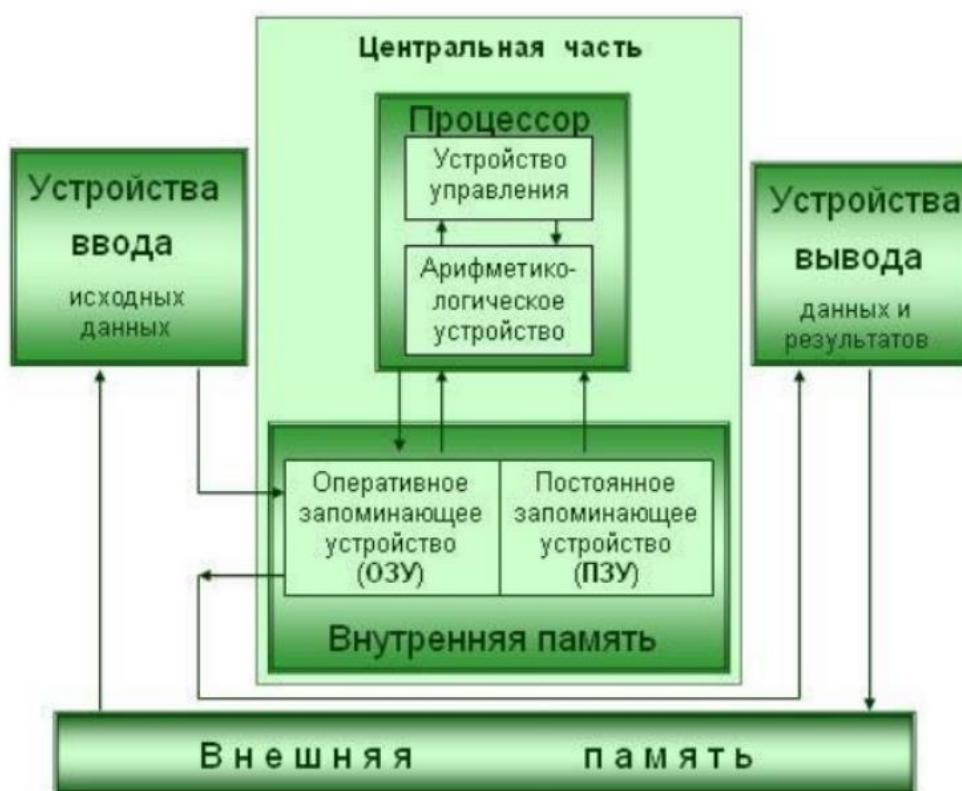 Центральная часть
Процессор
Устройство
управления
Арифметико-
логическое
устройство
Устройства
ввода
исходных
данных
Устройства
вывода
данных и
результатов
Оперативное
запоминающее
устройство
(ОЗУ)
Постоянное
запоминающее
устройство
(ПЗУ)
Внутренняя память
Внешняя память